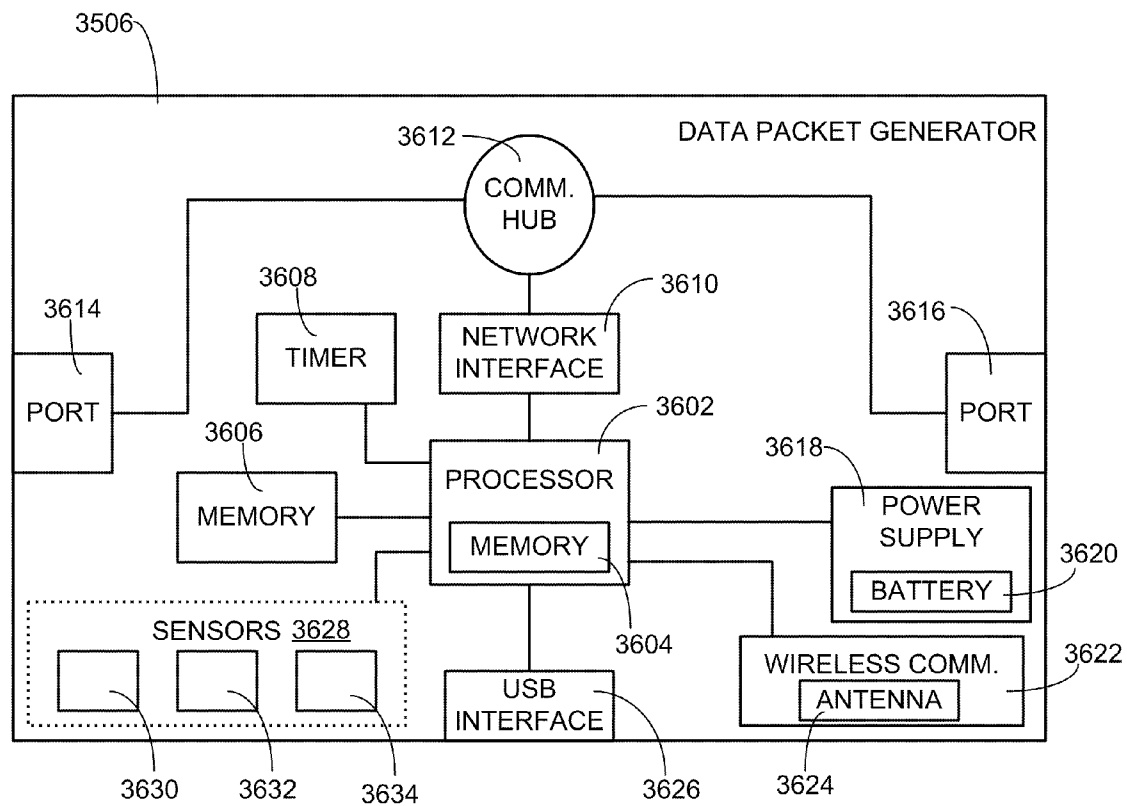 3506
DATA PACKET GENERATOR
3612
COMM.
HUB
3608
3610
3614
3616
TIMER
NETWORK
INTERFACE
PORT
PORT
3602
3606
3618
PROCESSOR
MEMORY
MEMORY
POWER
SUPPLY
3620
BATTERY
SENSORS 3628
3604
WIRELESS COMM.
3622
ANTENNA
USB
INTERFACE
3630
3632
3634
3626
3624